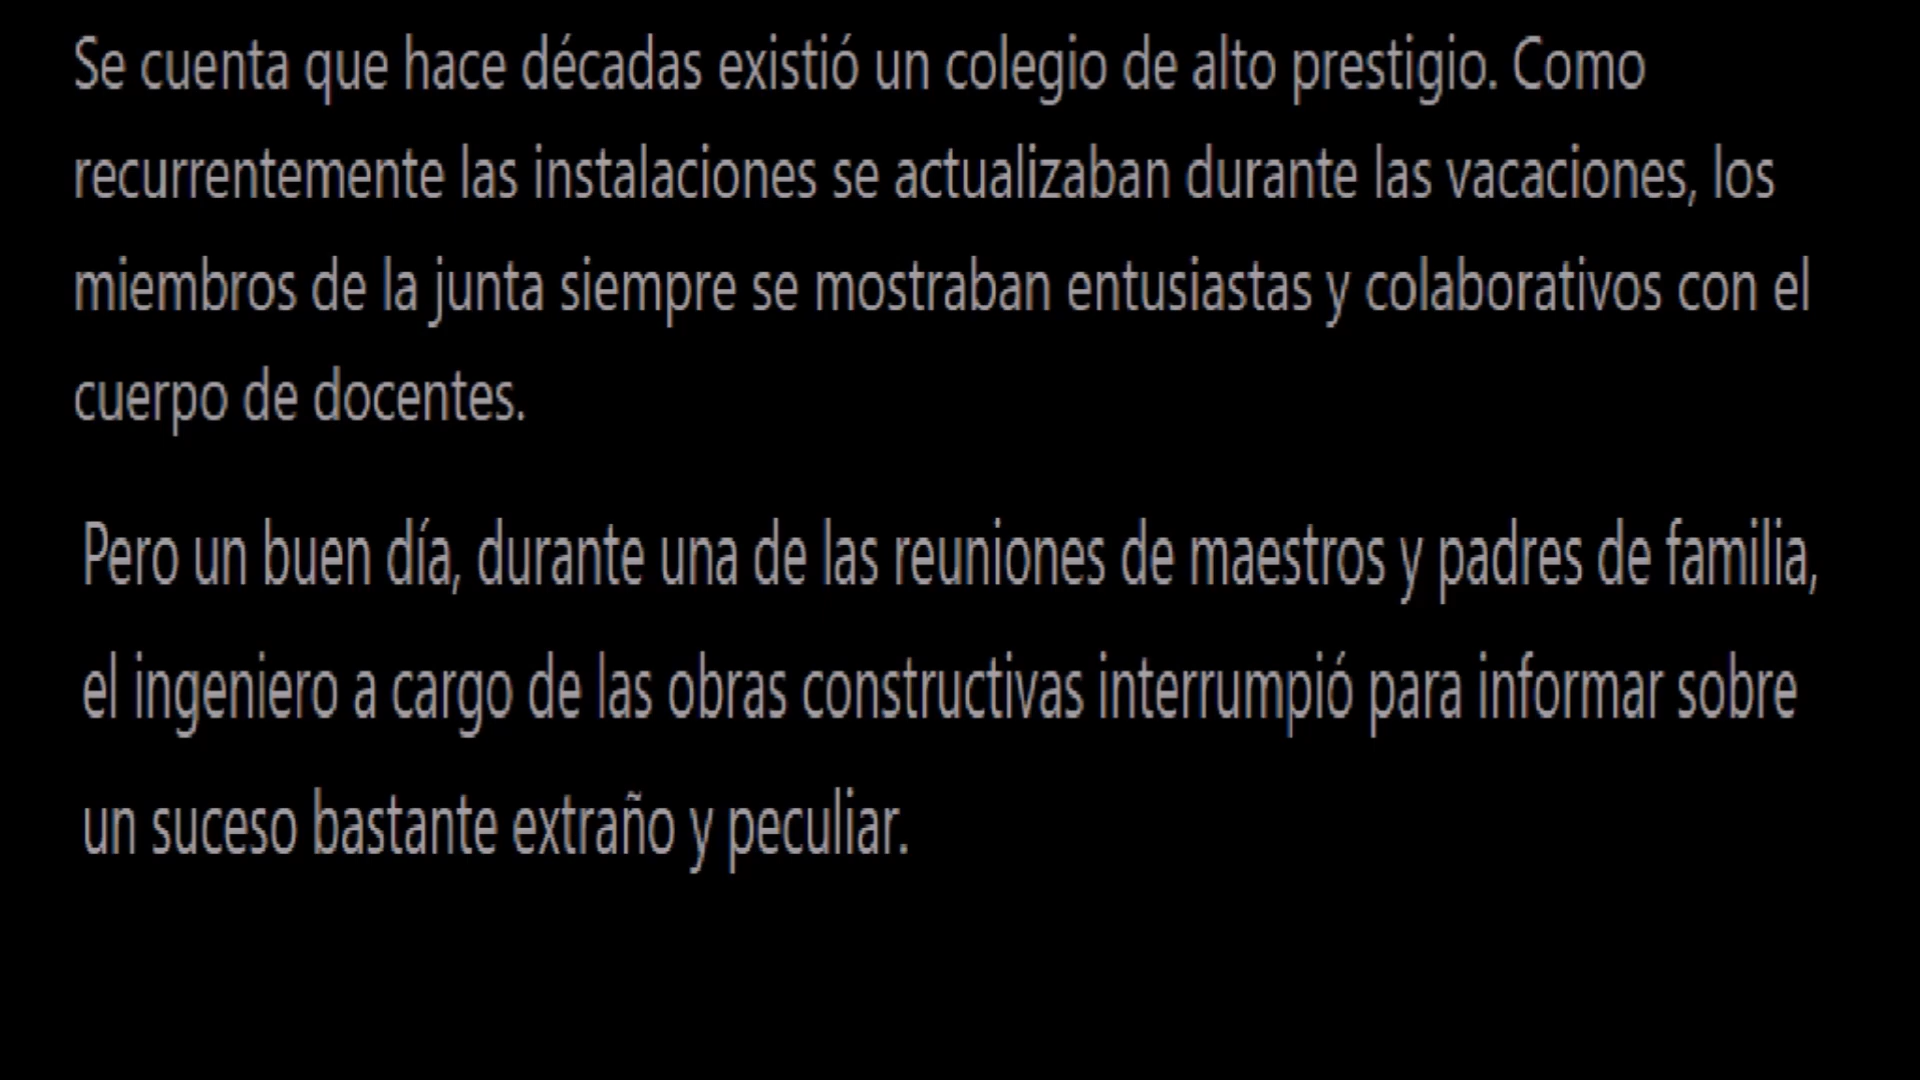 Se cuenta que hace décadas existió un colegio de alto prestigio. Como
recurrentemente las instalaciones se actualizaban durante las vacaciones, los
miembros de la junta siempre se mostraban entusiastas y colaborativos con el
cuerpo de docentes.
Pero un buen día, durante una de las reuniones de maestros y padres de familia,
el ingeniero a cargo de las obras constructivas interrumpió para informar sobre
un suceso bastante extraño y peculiar.